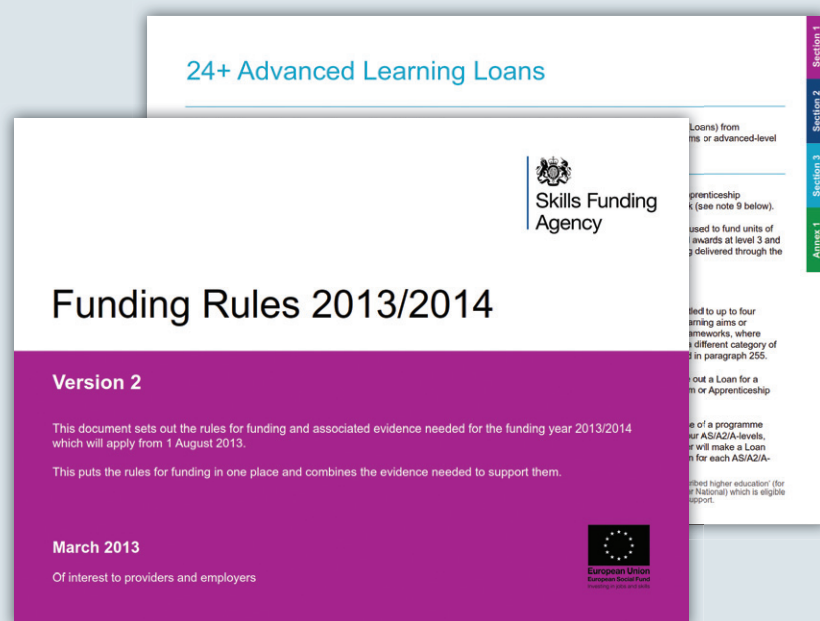 24+ Advanced Learning Loans
Loans) from
ms or advanced-level
prenticeship
k (see note 9 below).
used to fund units of
awards at level 3 and
g delivered through the
tled to up to four
arning aims or
ameworks, where
different category of
d in paragraph 255.
out a Loan for a
m or Apprenticeship
e of a programme
ur AS/A2/A-levels,
r will make a Loan
n for each AS/A2/A-
ribed higher education' (for
r National) which is eligible
support.
Section 1
Section 2
Section 3
Annex 1
Skills Funding
Agency
Funding Rules 2013/2014
Version 2
This document sets out the rules for funding and associated evidence needed for the funding year 2013/2014
which will apply from 1 August 2013.
This puts the rules for funding in one place and combines the evidence needed to support them.
March 2013
Of interest to providers and employers
European Union
European Social Fund
Investing in jobs and skills